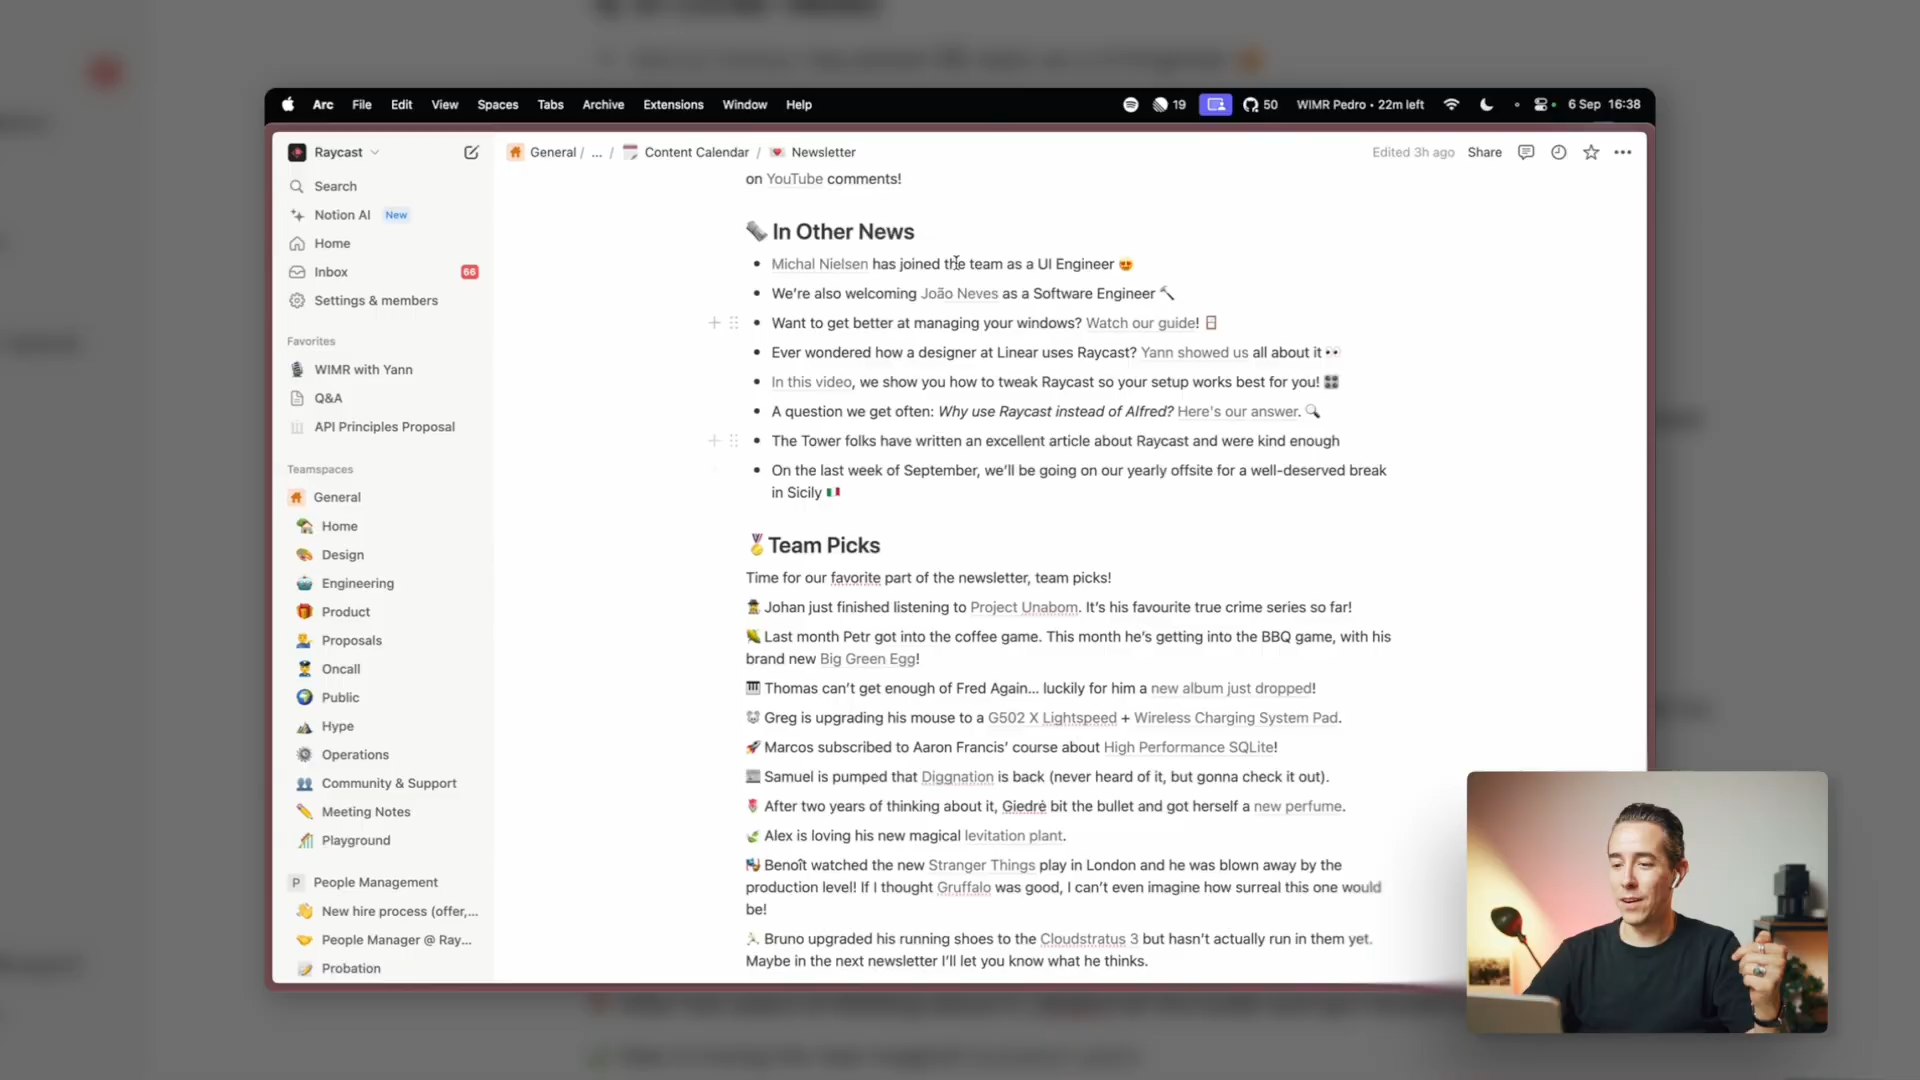 Arc File Edit View Spaces Tabs Archive Extensions Window Help 19 50 WIMR Pedro • 22m left 6 Sep 16:38
Raycast
Search
Notion AI New
Home
Inbox 66
Settings & members
Favorites
WIMR with Yann
Q&A
API Principles Proposal
Teamspaces
General
Home
Design
Engineering
Product
Proposals
Oncall
Public
Hype
Operations
Community & Support
Meeting Notes
Playground
P People Management
New hire process (offer,...
People Manager @ Ray...
Probation
General / ... / Content Calendar / Newsletter Edited 3h ago Share
on YouTube comments!
In Other News
• Michal Nielsen has joined the team as a UI Engineer 😍
• We’re also welcoming João Neves as a Software Engineer 🔨
• Want to get better at managing your windows? Watch our guide! 🪟
• Ever wondered how a designer at Linear uses Raycast? Yann showed us all about it 👀
• In this video, we show you how to tweak Raycast so your setup works best for you! 🎛️
• A question we get often: Why use Raycast instead of Alfred? Here's our answer. 🔍
• The Tower folks have written an excellent article about Raycast and were kind enough
• On the last week of September, we’ll be going on our yearly offsite for a well-deserved break
in Sicily 🇮🇹
🏅 Team Picks
Time for our favorite part of the newsletter, team picks!
Johan just finished listening to Project Unabom. It’s his favourite true crime series so far!
Last month Petr got into the coffee game. This month he’s getting into the BBQ game, with his
brand new Big Green Egg!
Thomas can’t get enough of Fred Again... luckily for him a new album just dropped!
Greg is upgrading his mouse to a G502 X Lightspeed + Wireless Charging System Pad.
Marcos subscribed to Aaron Francis’ course about High Performance SQLite!
Samuel is pumped that Diggnation is back (never heard of it, but gonna check it out).
After two years of thinking about it, Giedrė bit the bullet and got herself a new perfume.
Alex is loving his new magical levitation plant.
Benoît watched the new Stranger Things play in London and he was blown away by the
production level! If I thought Gruffalo was good, I can’t even imagine how surreal this one would
be!
Bruno upgraded his running shoes to the Cloudstratus 3 but hasn’t actually run in them yet.
Maybe in the next newsletter I’ll let you know what he thinks.